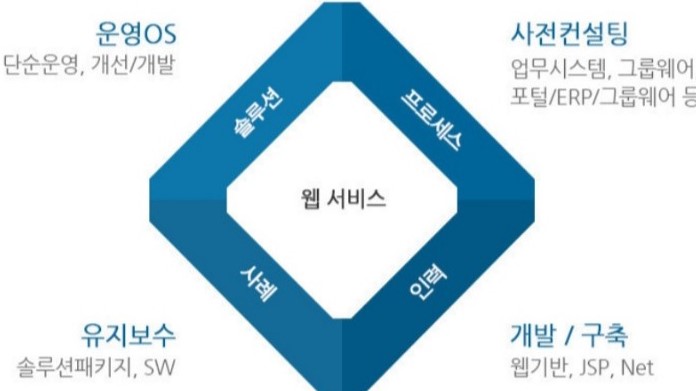 운영OS
단순운영, 개선/개발
사전컨설팅
업무시스템, 그룹웨어
포털/ERP/그룹웨어 등
솔루션
프로세스
웹 서비스
사례
인력
유지보수
솔루션패키지, SW
개발 / 구축
웹기반, JSP, Net